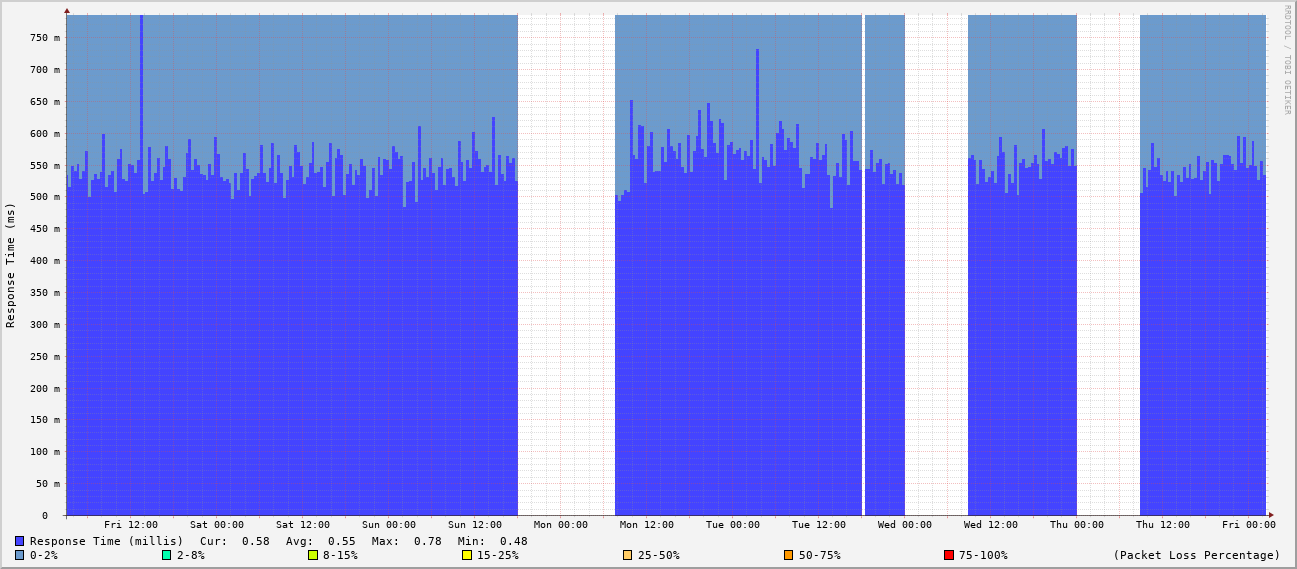 RRDTOOL / TOBI OETIKER
Response Time (ms)
750 m
700 m
650 m
600 m
550 m
500 m
450 m
400 m
350 m
300 m
250 m
200 m
150 m
100 m
50 m
0
Fri 12:00 Sat 00:00 Sat 12:00 Sun 00:00 Sun 12:00 Mon 00:00 Mon 12:00 Tue 00:00 Tue 12:00 Wed 00:00 Wed 12:00 Thu 00:00 Thu 12:00 Fri 00:00
Response Time (millis) Cur: 0.58 Avg: 0.55 Max: 0.78 Min: 0.48
0-2% 2-8% 8-15% 15-25% 25-50% 50-75% 75-100% (Packet Loss Percentage)